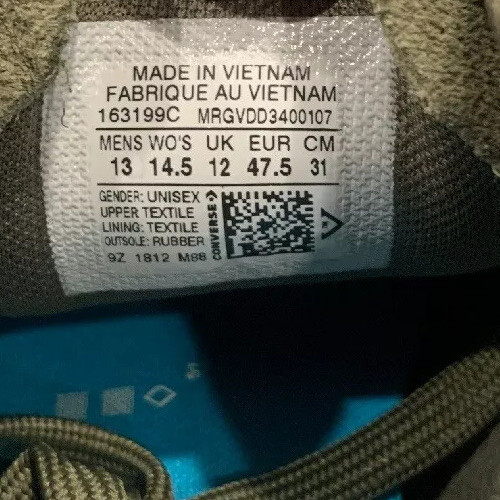 MADE IN VIETNAM
FABRIQUE AU VIETNAM
163199C MRGVDD3400107
MENS WO'S UK EUR CM
13 14.5 12 47.5 31
GENDER: UNISEX
UPPER TEXTILE
LINING: TEXTILE
OUTSOLE: RUBBER
9Z 1812 M88
CONVERSE